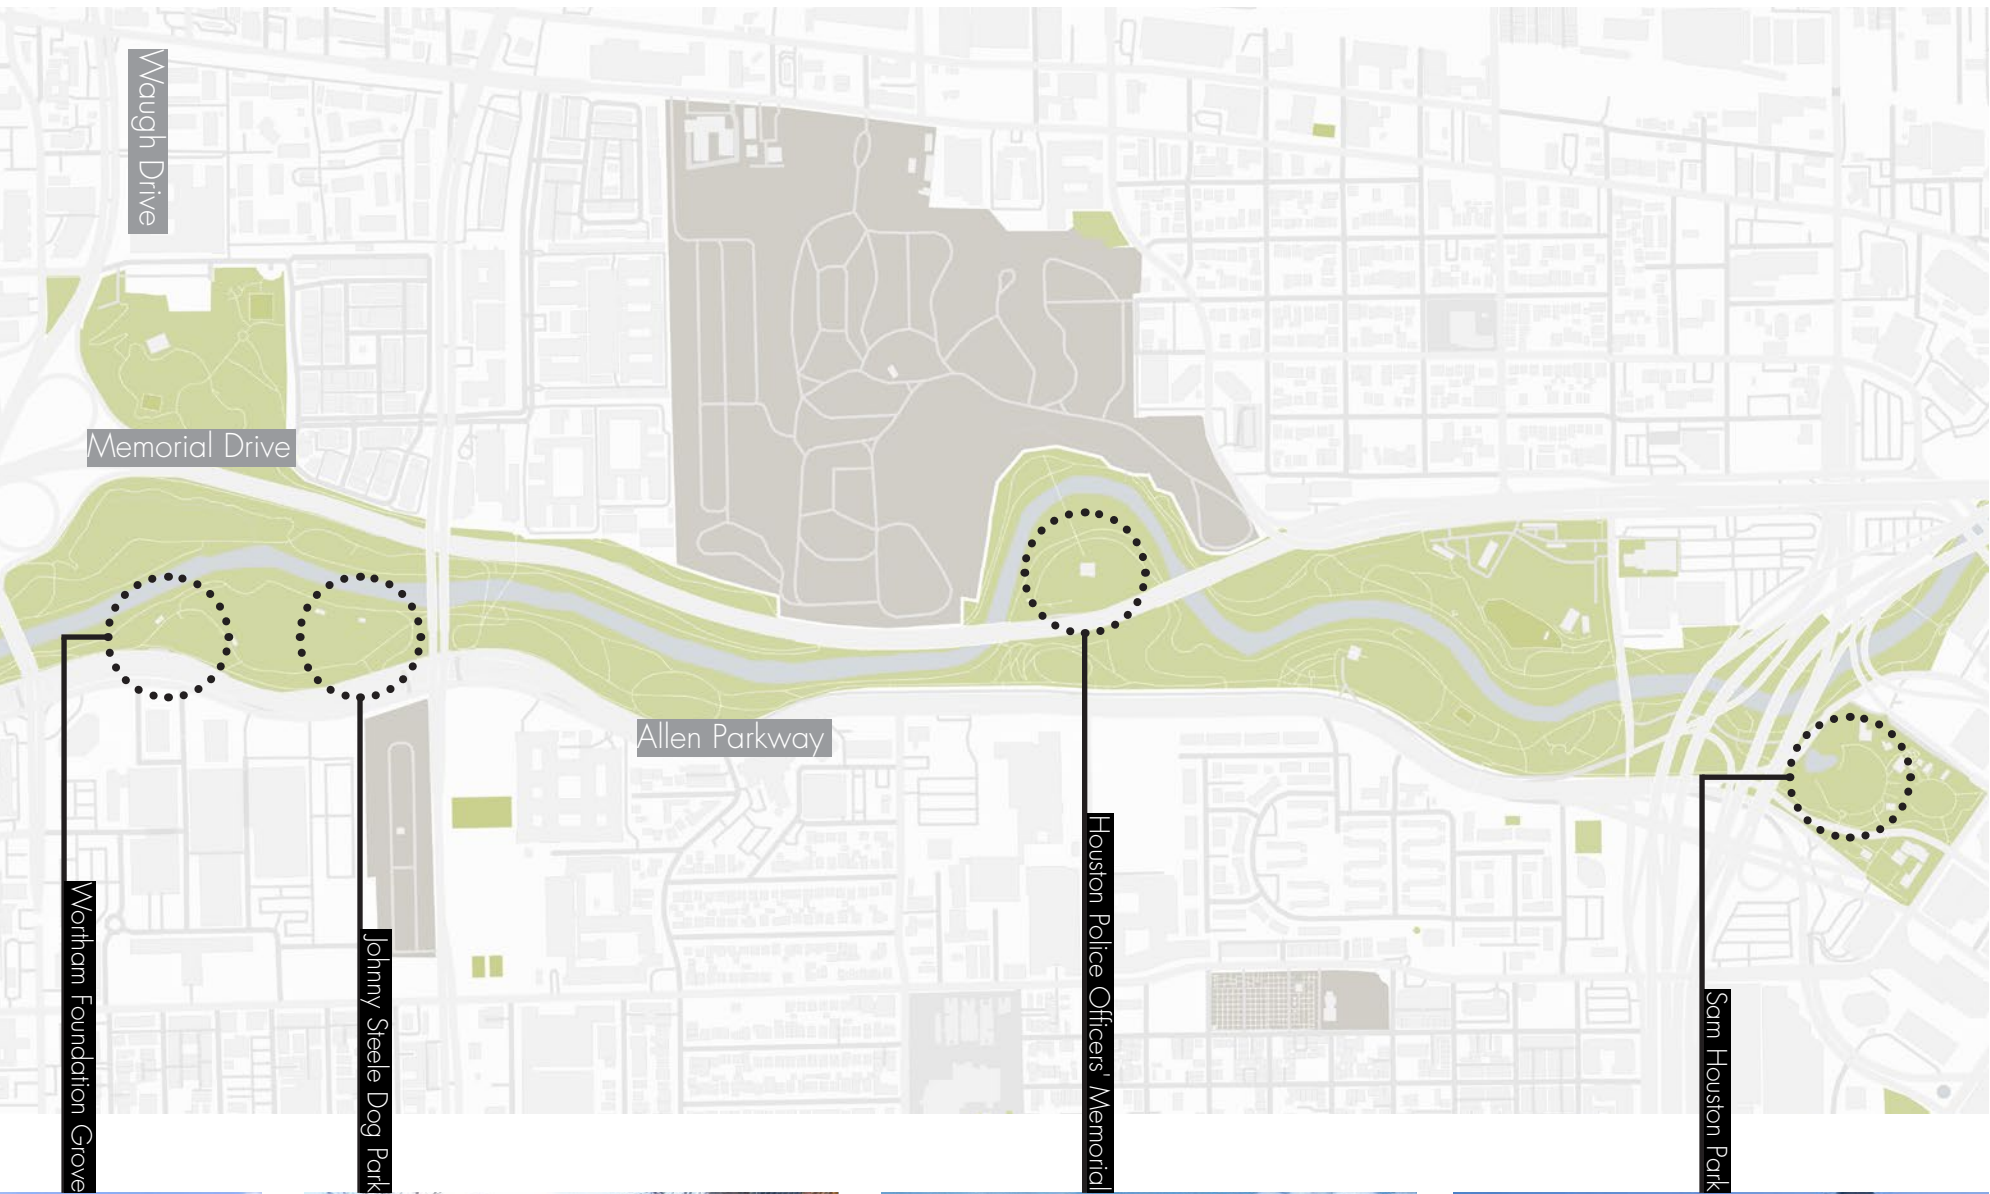 Waugh Drive
Memorial Drive
Allen Parkway
Wortham Foundation Grove
Johnny Steele Dog Park
Houston Police Officers' Memorial
Sam Houston Park